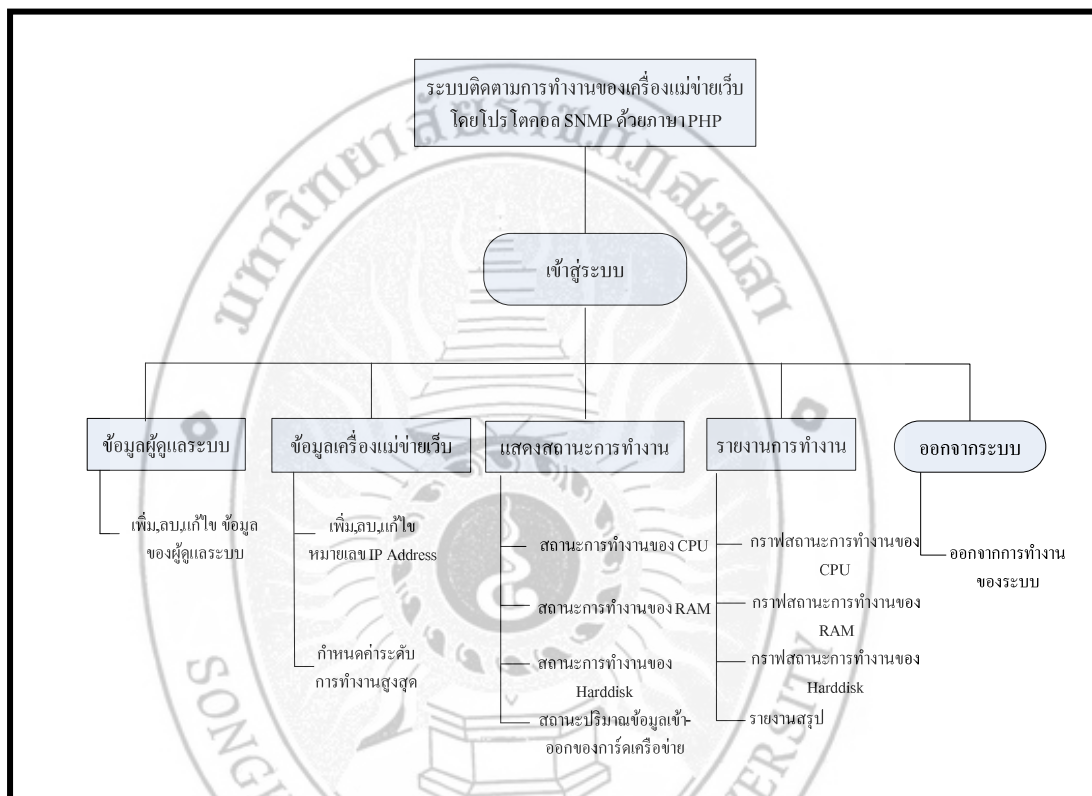 ระบบติดตามการทำงานของเครื่องแม่ข่ายเว็บ
โดยโปรโตคอล SNMP ด้วยภาษา PHP
มหาวิทยาลัยราชภัฏสงขลา
เข้าสู่ระบบ
ข้อมูลผู้ดูแลระบบ
เพิ่ม,ลบ,แก้ไข ข้อมูล
ของผู้ดูแลระบบ
ข้อมูลเครื่องแม่ข่ายเว็บ
เพิ่ม,ลบ,แก้ไข
หมายเลข IP Address
กำหนดค่าระดับ
การทำงานสูงสุด
แสดงสถานะการทำงาน
สถานะการทำงานของ CPU
สถานะการทำงานของ RAM
สถานะการทำงานของ
Harddisk
สถานะปริมาณข้อมูลเข้า-
ออกของการ์ดเครือข่าย
รายงานการทำงาน
กราฟสถานะการทำงานของ
CPU
กราฟสถานะการทำงานของ
RAM
กราฟสถานะการทำงานของ
Harddisk
รายงานสรุป
ออกจากระบบ
ออกจากการทำงาน
ของระบบ